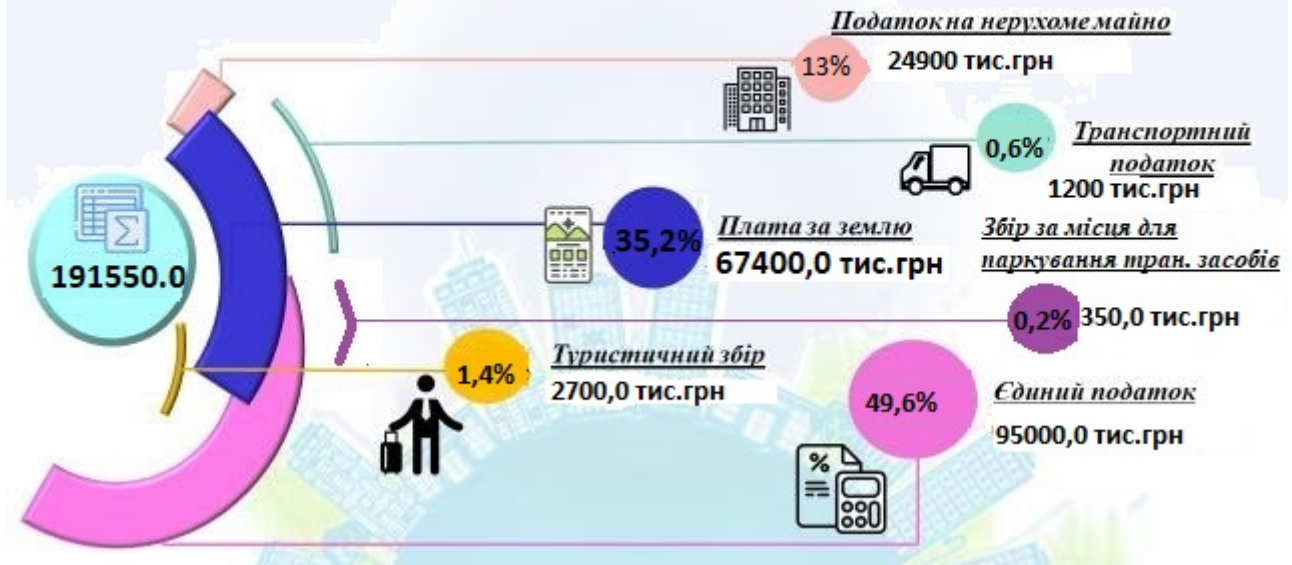 Податок на нерухоме майно
13%
24900 тис.грн
0,6%
Транспортний
податок
1200 тис.грн
191550.0
35,2%
Плата за землю
67400,0 тис.грн
Збір за місця для
паркування тран. засобів
0,2%
350,0 тис.грн
1,4%
Туристичний збір
2700,0 тис.грн
49,6%
Єдиний податок
95000,0 тис.грн
%